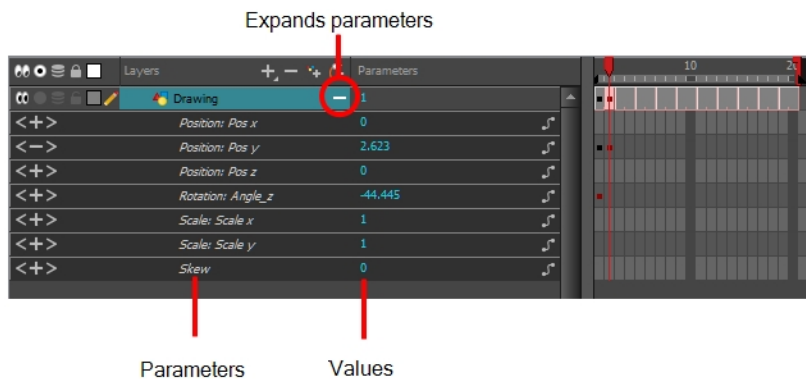 Expands parameters
Layers Parameters 10 2
Drawing 1
<+> Position: Pos x 0
<-> Position: Pos y 2.623
<+> Position: Pos z 0
<+> Rotation: Angle_z -44.445
<+> Scale: Scale x 1
<+> Scale: Scale y 1
<+> Skew 0
Parameters Values